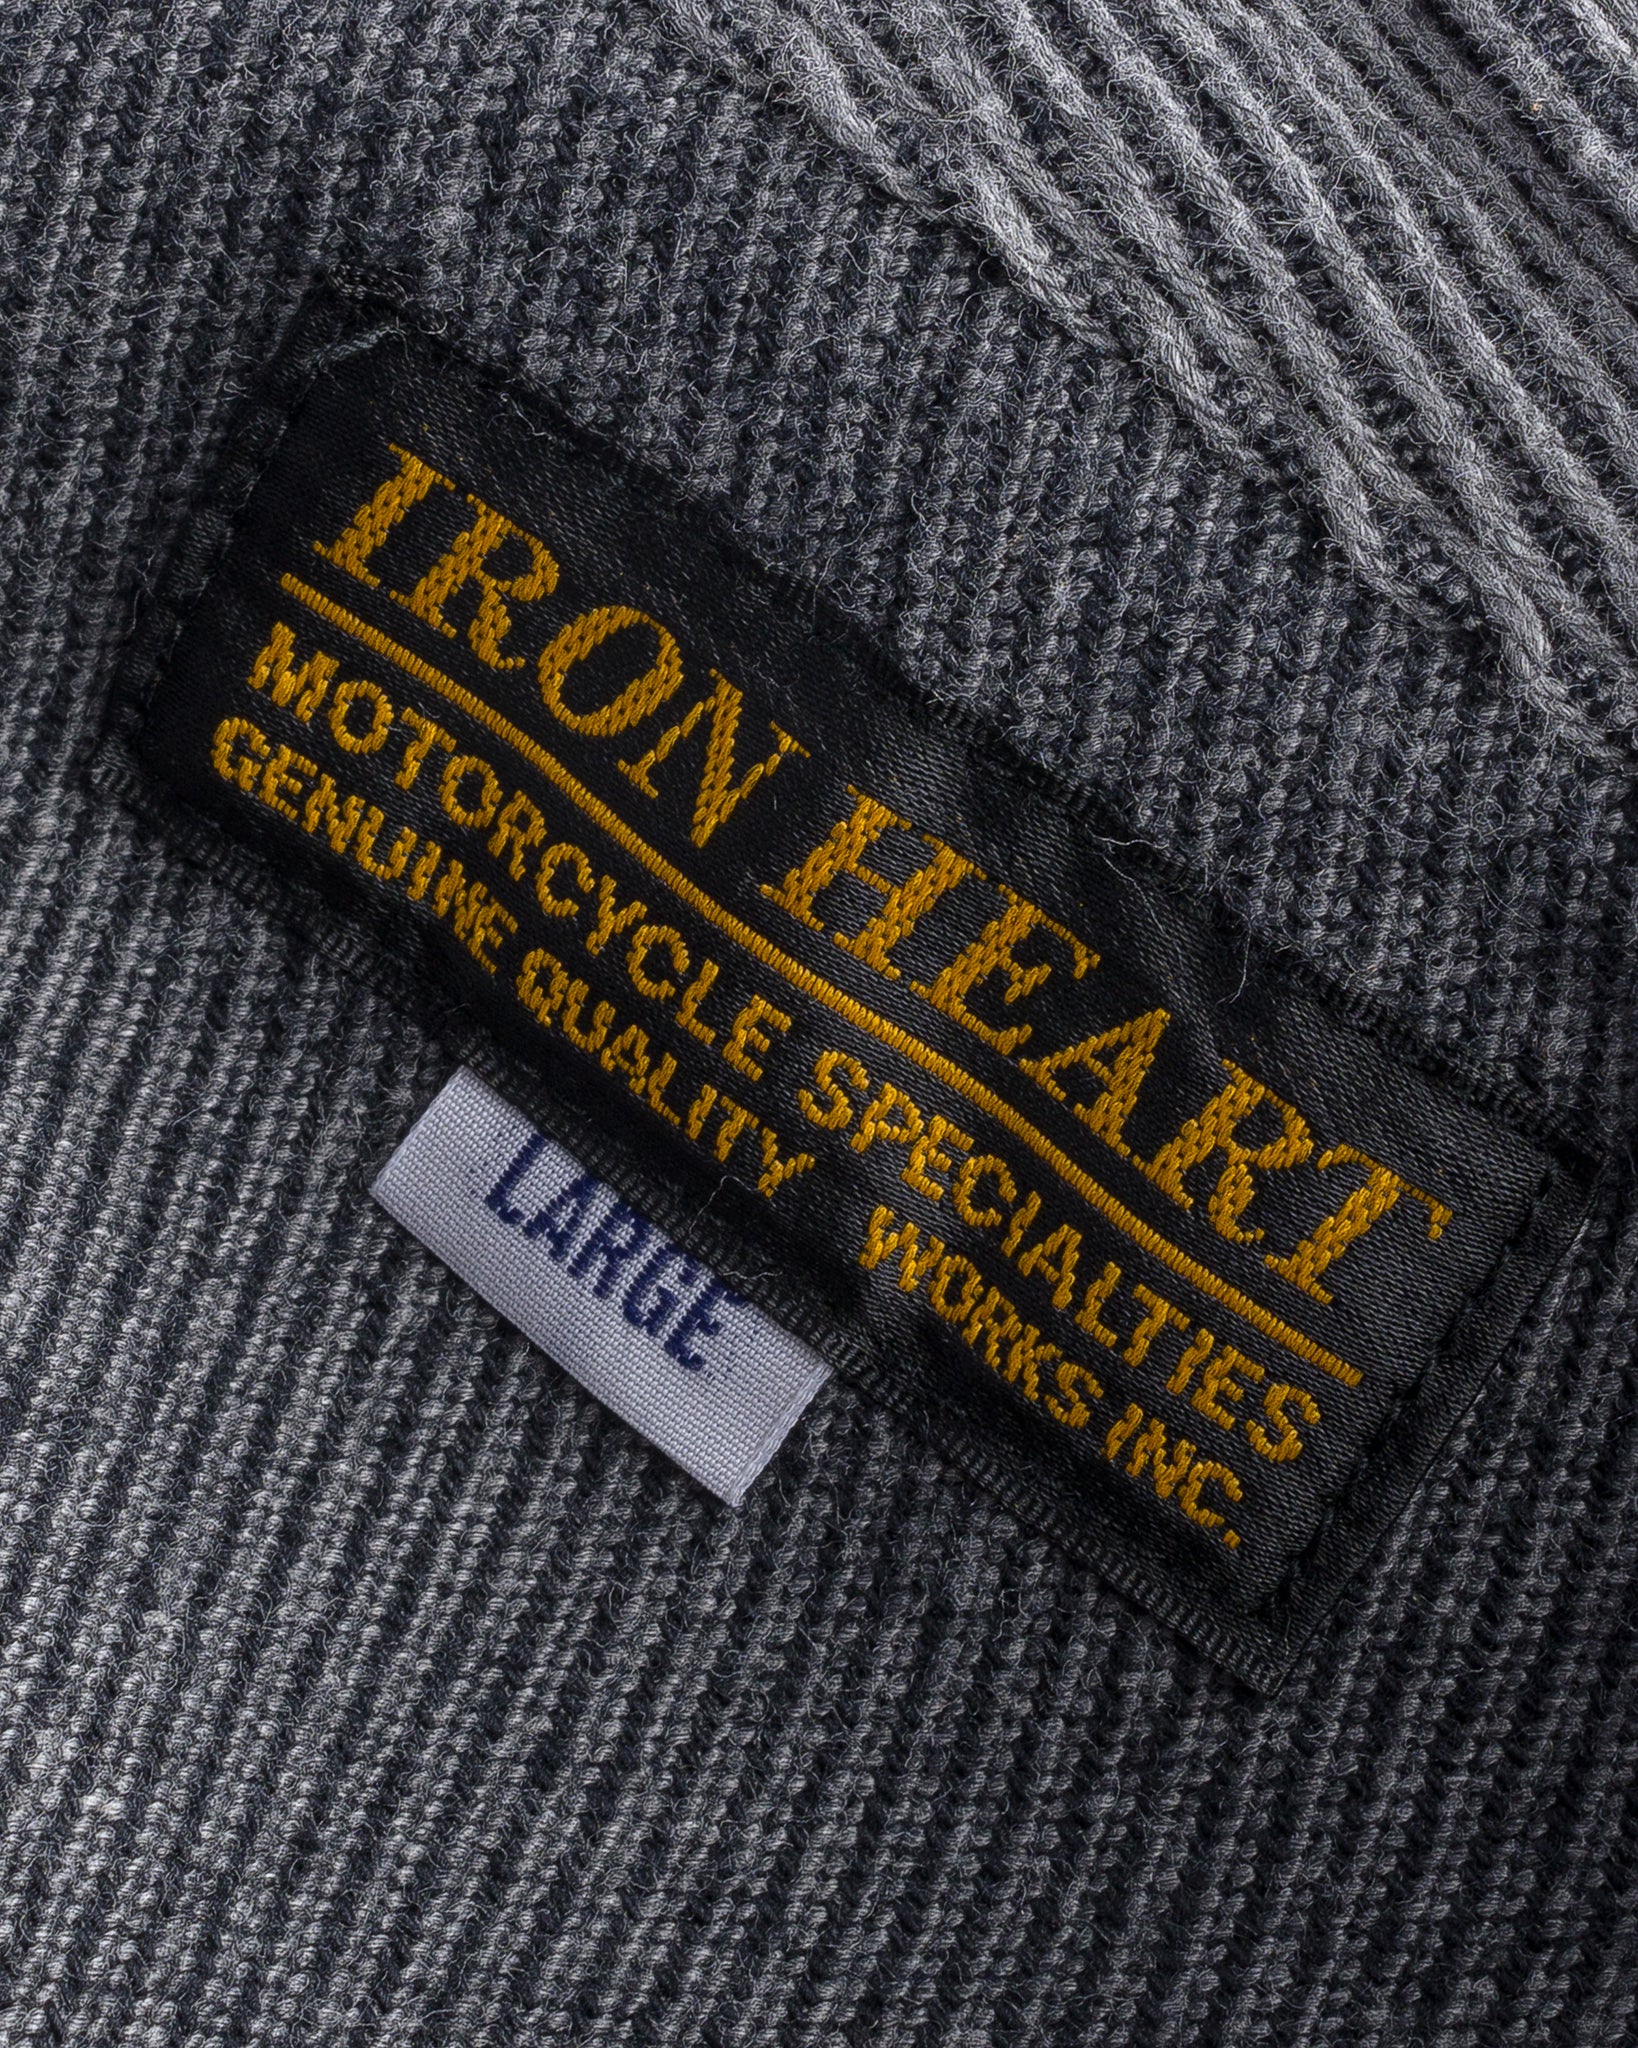 IRON HEART
MOTORCYCLE SPECIALTIES
GENUINE QUALITY WORKS INC.
LARGE